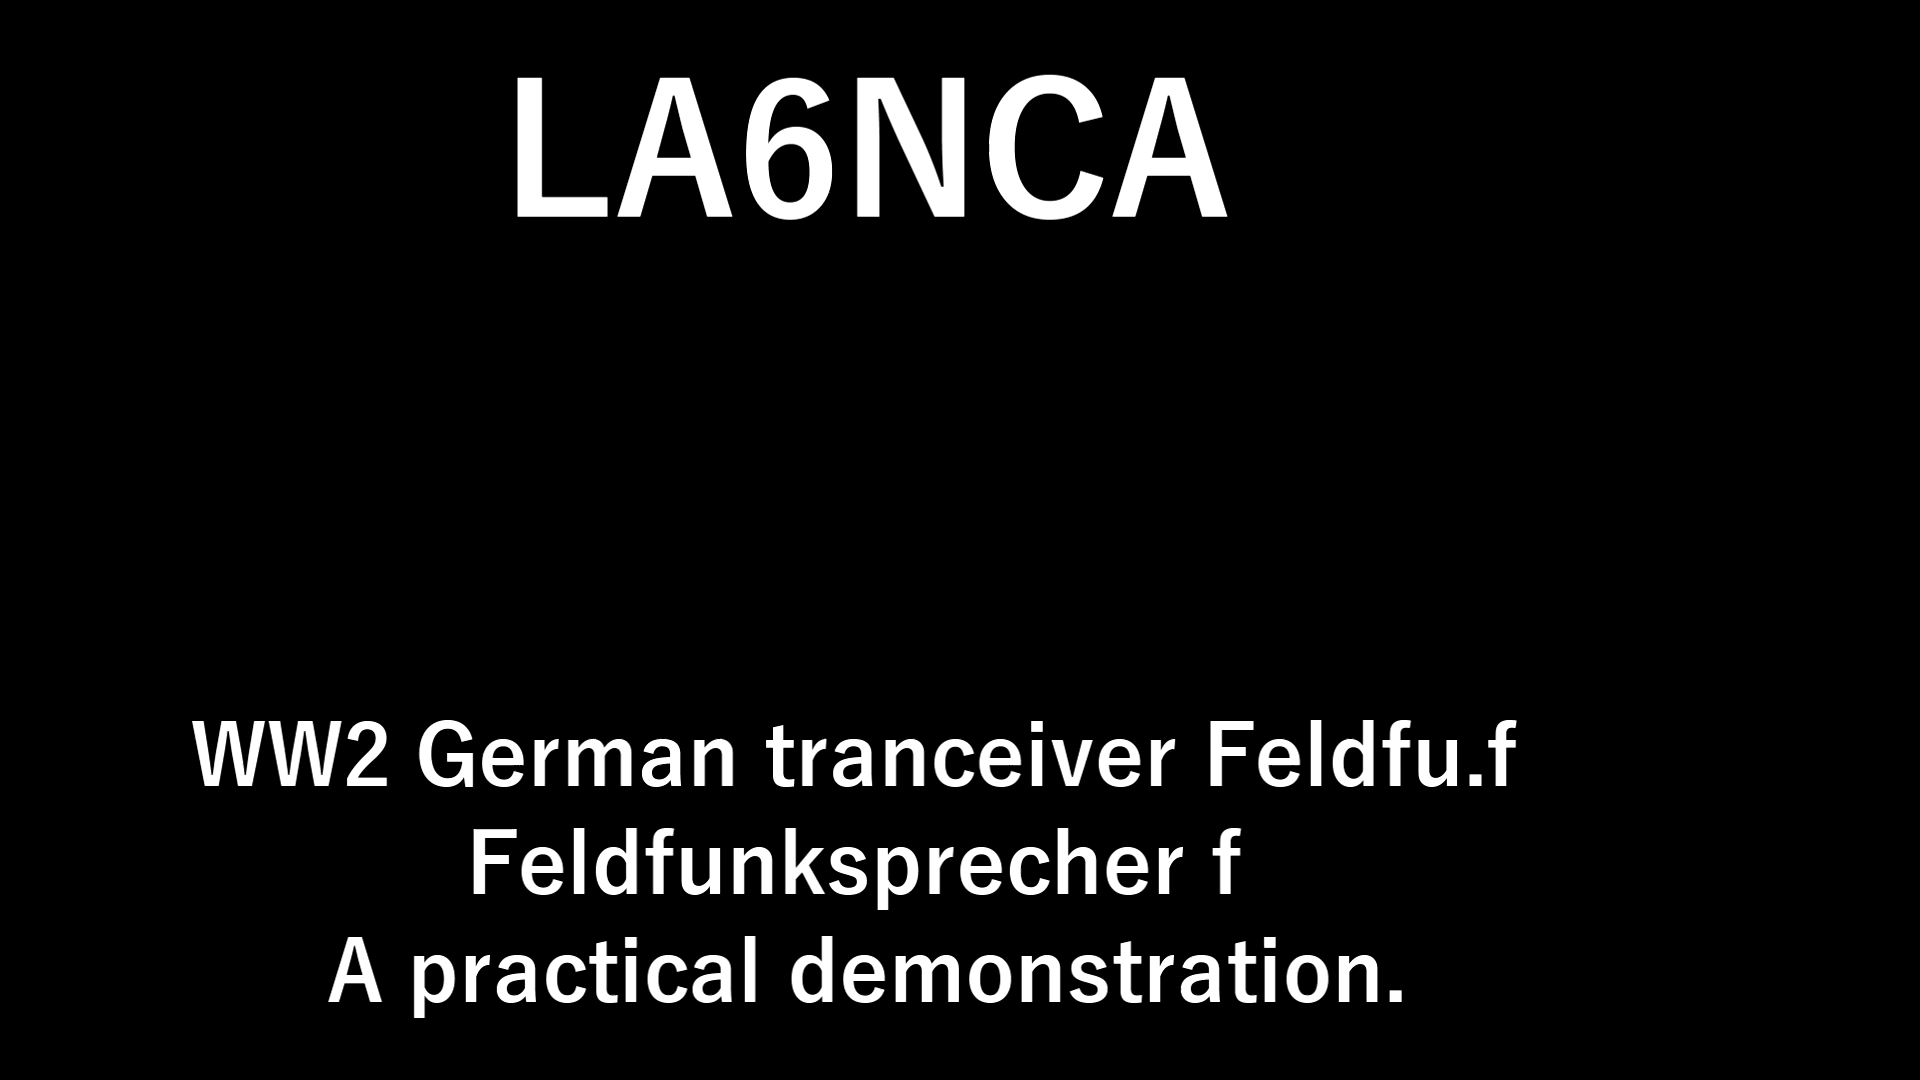 LA6NCA
WW2 German tranceiver Feldfu.f
Feldfunksprecher f
A practical demonstration.